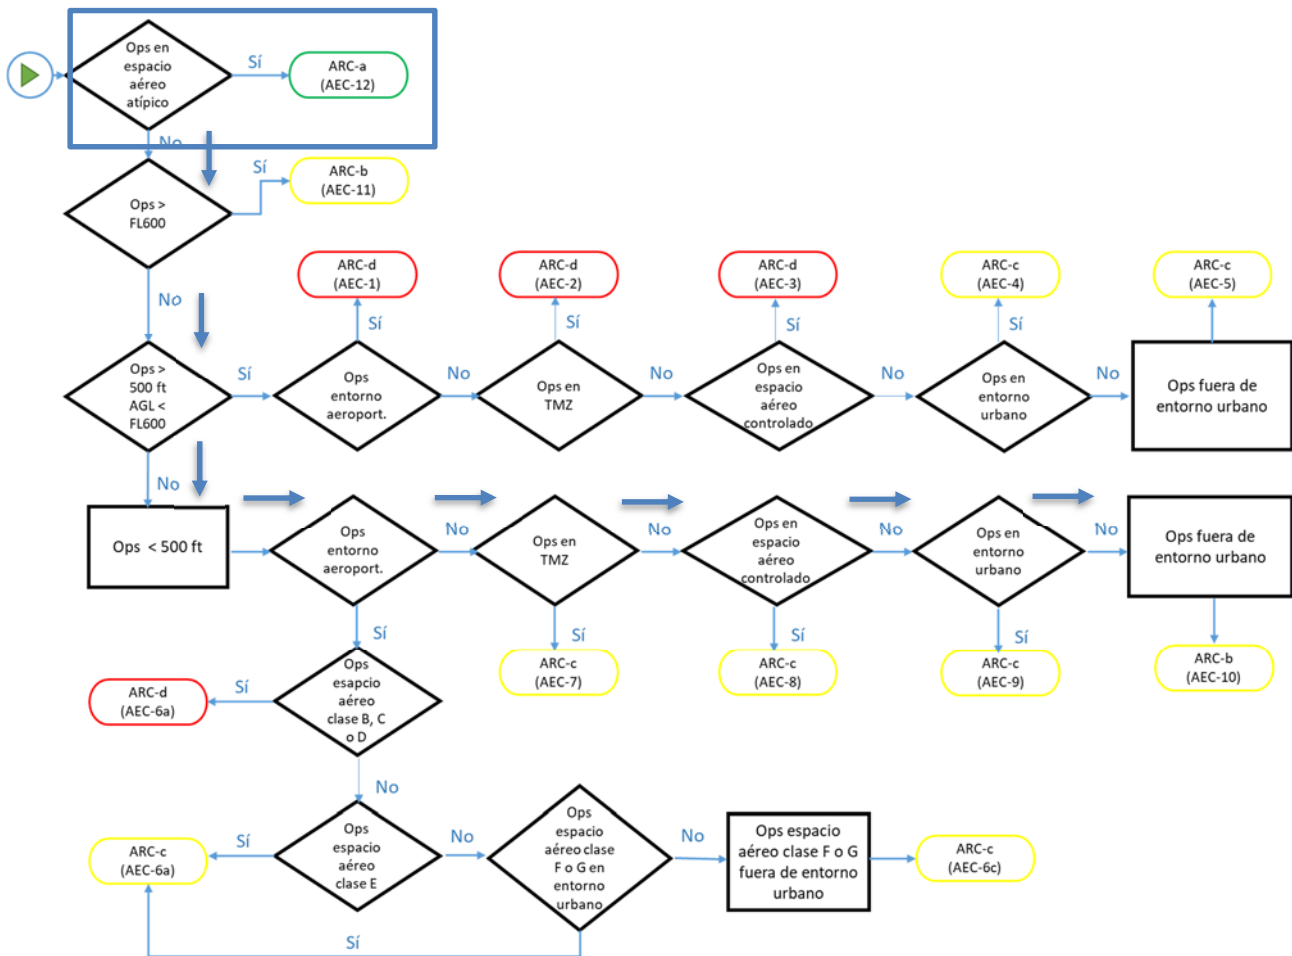 Ops en
espacio
aéreo
atípico
Sí
ARC-a
(AEC-12)
No
Ops >
FL600
Sí
ARC-b
(AEC-11)
No
Ops >
500 ft
AGL <
FL600
Sí
Ops
entorno
aeroport.
Sí
ARC-d
(AEC-1)
No
Ops en
TMZ
Sí
ARC-d
(AEC-2)
No
Ops en
espacio
aéreo
controlado
Sí
ARC-d
(AEC-3)
No
Ops en
entorno
urbano
Sí
ARC-c
(AEC-4)
No
Ops fuera de
entorno urbano
ARC-c
(AEC-5)
No
Ops < 500 ft
Ops
entorno
aeroport.
No
Ops en
TMZ
No
Ops en
espacio
aéreo
controlado
No
Ops en
entorno
urbano
No
Ops fuera de
entorno urbano
Sí
Sí
ARC-c
(AEC-7)
Sí
ARC-c
(AEC-8)
Sí
ARC-c
(AEC-9)
ARC-b
(AEC-10)
Ops
esapcio
aéreo
clase B, C
o D
Sí
ARC-d
(AEC-6a)
No
Ops
espacio
aéreo
clase E
Sí
ARC-c
(AEC-6a)
No
Ops
espacio
aéreo clase
F o G en
entorno
urbano
Sí
No
Ops espacio
aéreo clase F o G
fuera de entorno
urbano
ARC-c
(AEC-6c)